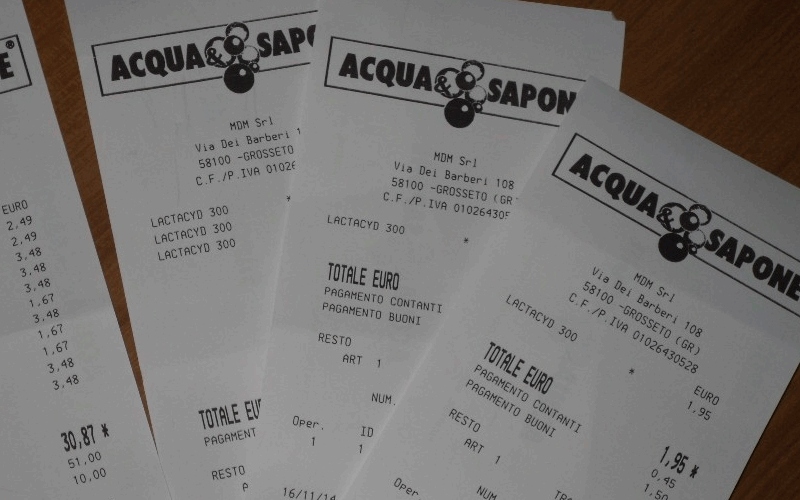 E®
EURO
2,49
2,49
3,48
3,48
3,48
1,67
3,48
1,67
1,67
3,48
3,48
30,87 *
51,00
10,00
ACQUA & SAP
MDM Srl
Via Dei Barberi 1
58100 -GROSSETO
C.F./P.IVA 01026
LACTACYD 300 *
LACTACYD 300
LACTACYD 300
TOTALE EU
PAGAMENT
RESTO
A
ACQUA & SAPON
MDM Srl
Via Dei Barberi 108
58100 -GROSSETO (GR
C.F./P.IVA 010264305
LACTACYD 300 *
TOTALE EURO
PAGAMENTO CONTANTI
PAGAMENTO BUONI
RESTO
ART 1
NUM.
Oper. ID
1 1
16/11/1
ACQUA & SAPONE
MDM Srl
Via Dei Barberi 108
58100 -GROSSETO (GR)
C.F./P.IVA 01026430528
EURO
LACTACYD 300 * 1,95
TOTALE EURO 1,95 *
PAGAMENTO CONTANTI 0,45
PAGAMENTO BUONI 1,50
RESTO
ART 1
Oper NUM